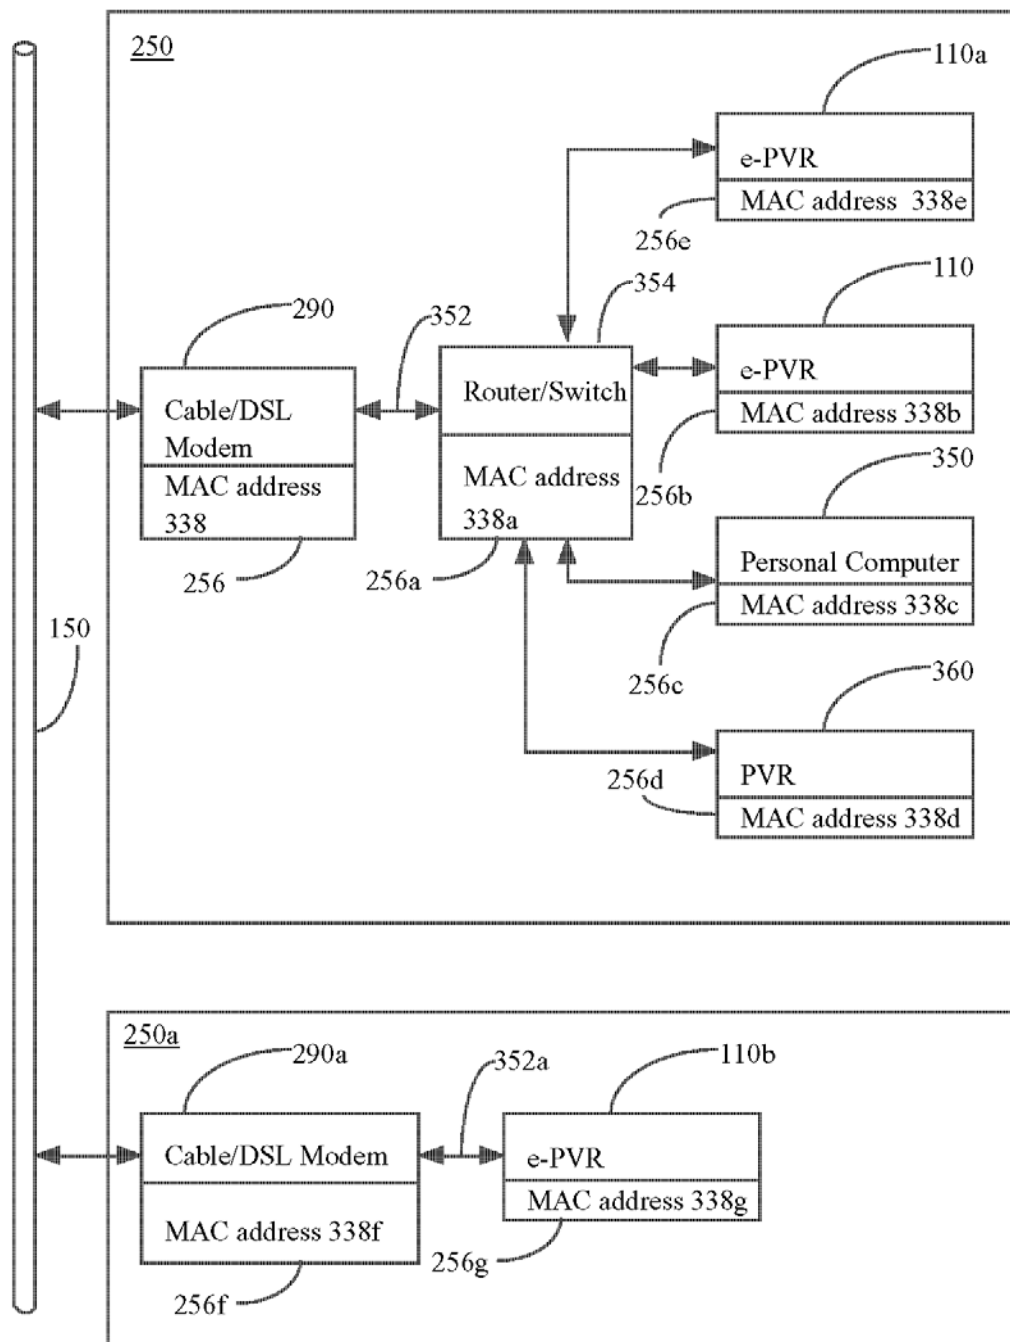 250
110a
e-PVR
MAC address 338e
256e
354
110
290
352
e-PVR
MAC address 338b
Router/Switch
Cable/DSL
Modem
MAC address
338
MAC address
338a
256b
350
Personal Computer
MAC address 338c
256
256a
256c
150
360
256d
PVR
MAC address 338d
250a
290a
352a
110b
Cable/DSL Modem
e-PVR
MAC address 338g
MAC address 338f
256g
256f